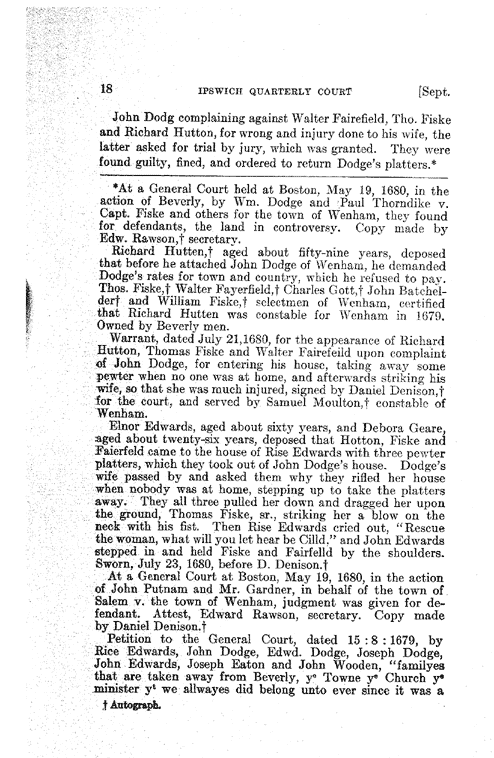 18 IPSWICH QUARTERLY COURT [Sept.
John Dodg complaining against Walter Fairefield, Tho. Fiske
and Richard Hutton, for wrong and injury done to his wife, the
latter asked for trial by jury, which was granted. They were
found guilty, fined, and ordered to return Dodge's platters.*
*At a General Court held at Boston, May 19, 1680, in the
action of Beverly, by Wm. Dodge and Paul Thorndike v.
Capt. Fiske and others for the town of Wenham, they found
for defendants, the land in controversy. Copy made by
Edw. Rawson,† secretary.
Richard Hutten,† aged about fifty-nine years, deposed
that before he attached John Dodge of Wenham, he demanded
Dodge's rates for town and country, which he refused to pay.
Thos. Fiske,† Walter Fayerfield,† Charles Gott,† John Batchel-
der† and William Fiske,† selectmen of Wenham, certified
that Richard Hutten was constable for Wenham in 1679.
Owned by Beverly men.
Warrant, dated July 21,1680, for the appearance of Richard
Hutton, Thomas Fiske and Walter Fairefeild upon complaint
of John Dodge, for entering his house, taking away some
pewter when no one was at home, and afterwards striking his
wife, so that she was much injured, signed by Daniel Denison,†
for the court, and served by Samuel Moulton,† constable of
Wenham.
Elnor Edwards, aged about sixty years, and Debora Geare,
aged about twenty-six years, deposed that Hotton, Fiske and
Faierfeld came to the house of Rise Edwards with three pewter
platters, which they took out of John Dodge's house. Dodge's
wife passed by and asked them why they rifled her house
when nobody was at home, stepping up to take the platters
away. They all three pulled her down and dragged her upon
the ground, Thomas Fiske, sr., striking her a blow on the
neck with his fist. Then Rise Edwards cried out, "Rescue
the woman, what will you let hear be Cilld." and John Edwards
stepped in and held Fiske and Fairfelld by the shoulders.
Sworn, July 23, 1680, before D. Denison.†
At a General Court at Boston, May 19, 1680, in the action
of John Putnam and Mr. Gardner, in behalf of the town of
Salem v. the town of Wenham, judgment was given for de-
fendant. Attest, Edward Rawson, secretary. Copy made
by Daniel Denison.†
Petition to the General Court, dated 15 : 8 : 1679, by
Rice Edwards, John Dodge, Edwd. Dodge, Joseph Dodge,
John Edwards, Joseph Eaton and John Wooden, "familyes
that are taken away from Beverly, yᵉ Towne yᵉ Church yᵉ
minister yᵗ we allwayes did belong unto ever since it was a
† Autograph.